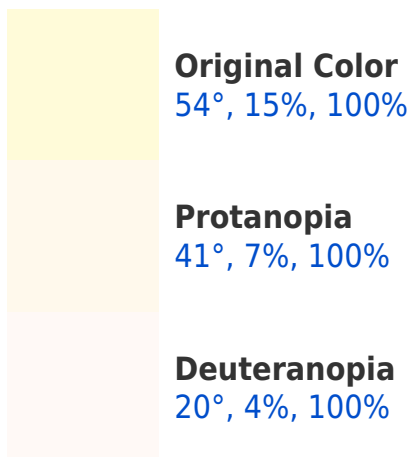 Original Color
54°, 15%, 100%
Protanopia
41°, 7%, 100%
Deuteranopia
20°, 4%, 100%